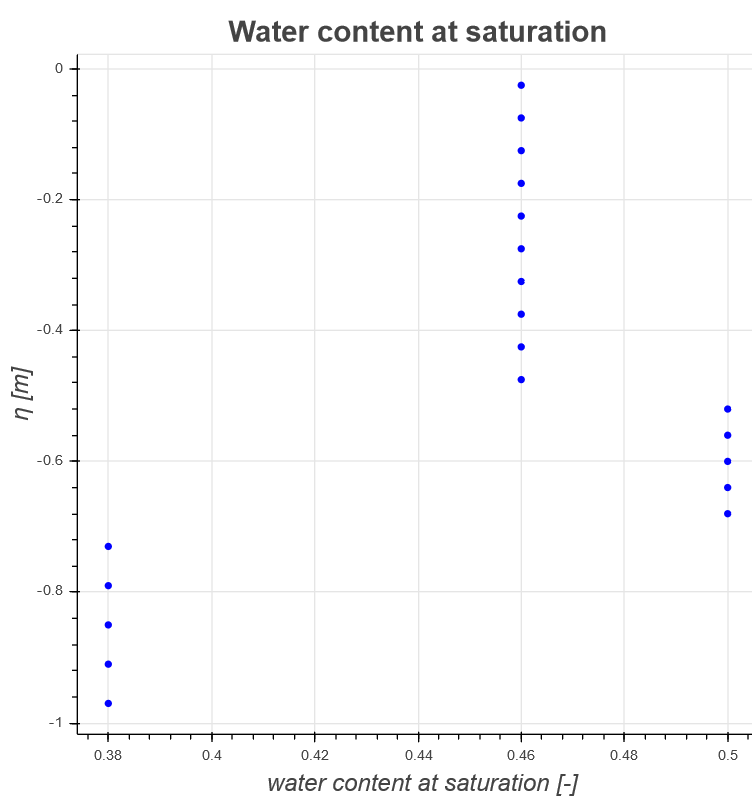 Water content at saturation
0
-0.2
-0.4
-0.6
-0.8
-1
η [m]
0.38 0.4 0.42 0.44 0.46 0.48 0.5
water content at saturation [-]